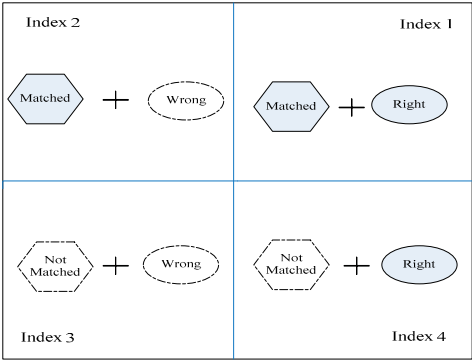 Index 2
Index 1
Matched + Wrong
Matched + Right
Not Matched + Wrong
Not Matched + Right
Index 3
Index 4